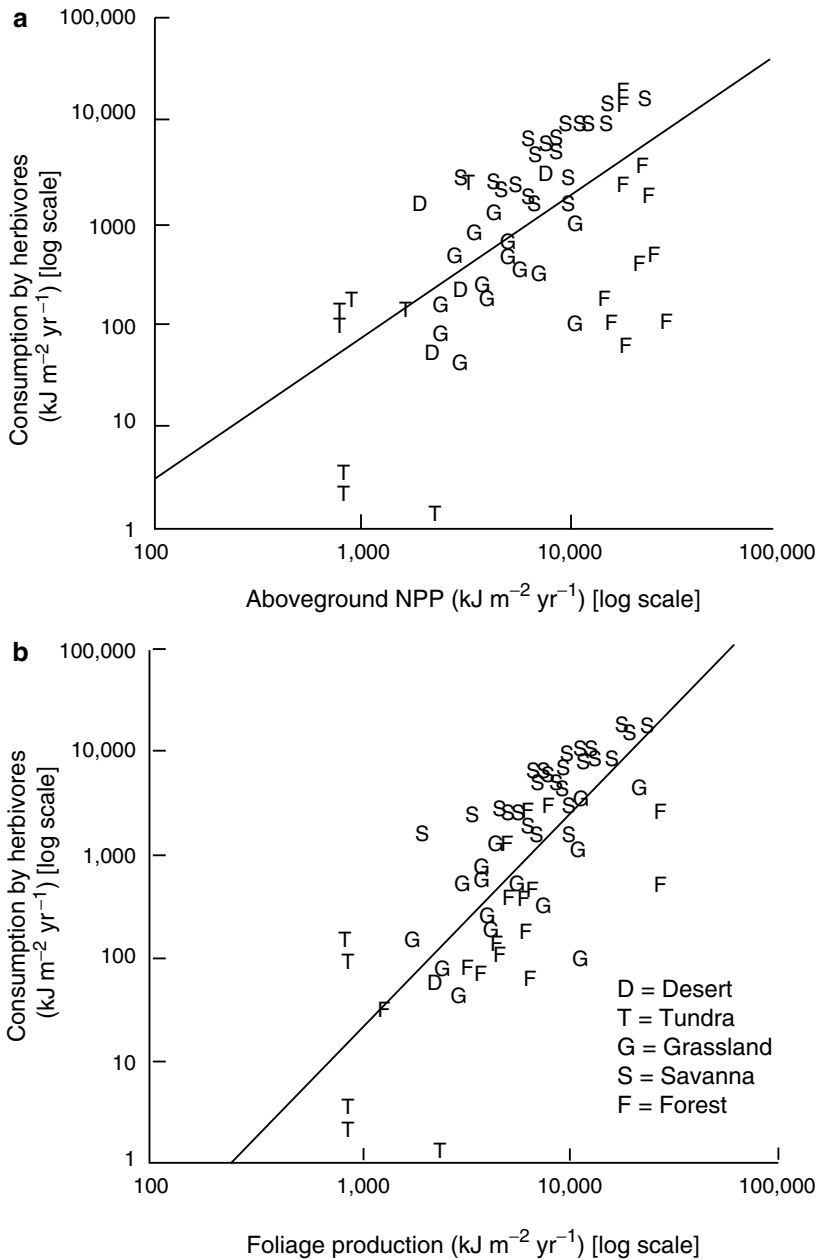 a
100,000
10,000
1000
100
10
1
100
1,000
10,000
100,000
Consumption by herbivores
(kJ m⁻² yr⁻¹) [log scale]
Aboveground NPP (kJ m⁻² yr⁻¹) [log scale]
b
100,000
10,000
1,000
100
10
1
100
1,000
10,000
100,000
Consumption by herbivores
(kJ m⁻² yr⁻¹) [log scale]
Foliage production (kJ m⁻² yr⁻¹) [log scale]
D = Desert
T = Tundra
G = Grassland
S = Savanna
F = Forest